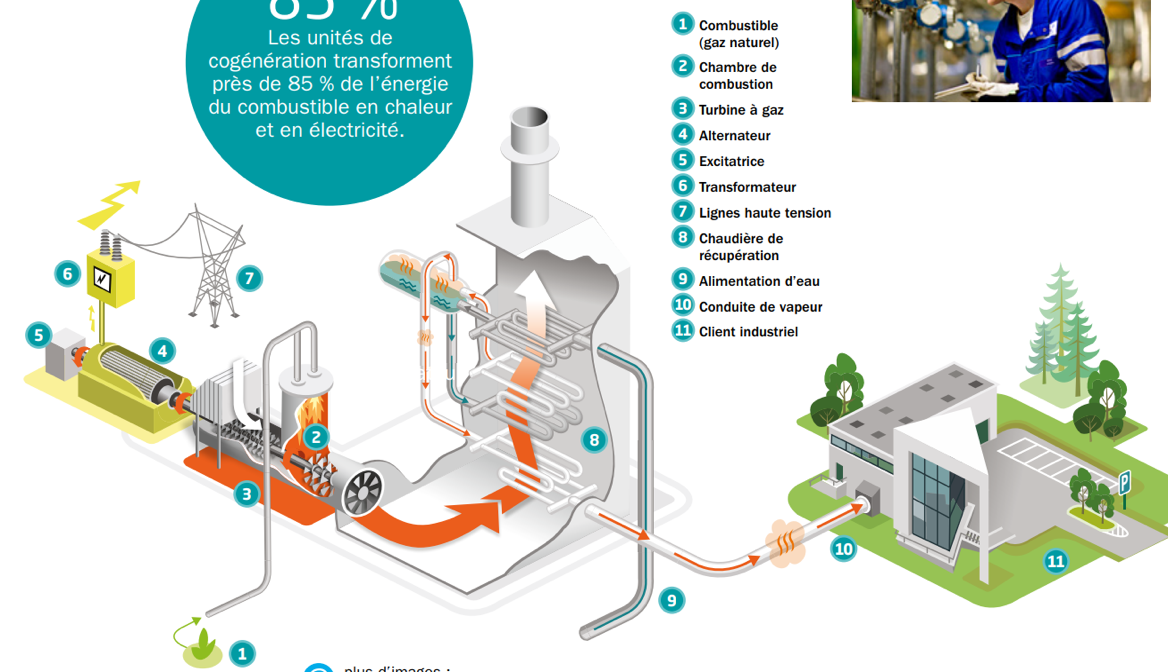 85 %
Les unités de
cogénération transforment
près de 85 % de l'énergie
du combustible en chaleur
et en électricité.
1 Combustible
(gaz naturel)
2 Chambre de
combustion
3 Turbine à gaz
4 Alternateur
5 Excitatrice
6 Transformateur
7 Lignes haute tension
8 Chaudière de
récupération
9 Alimentation d'eau
10 Conduite de vapeur
11 Client industriel
6
7
5
4
2
8
3
P
10
11
9
1
plus d'images :